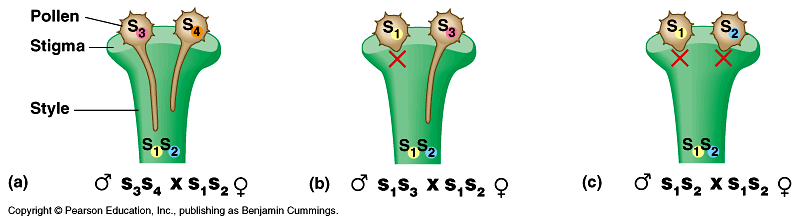 Pollen
Stigma
Style
S3 S4
S1S2
(a) ♂ S3S4 X S1S2 ♀
S1 S3
S1S2
(b) ♂ S1S3 X S1S2 ♀
S1 S2
S1S2
(c) ♂ S1S2 X S1S2 ♀
Copyright © Pearson Education, Inc., publishing as Benjamin Cummings.